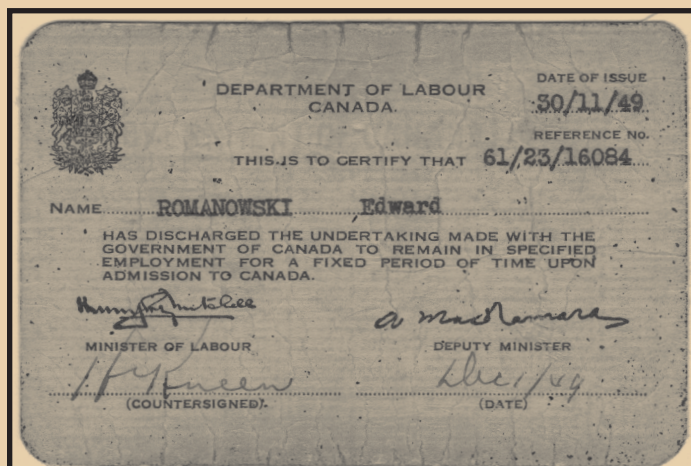 DEPARTMENT OF LABOUR
CANADA.
DATE OF ISSUE
30/11/49
REFERENCE No.
THIS IS TO CERTIFY THAT 61/23/16084
NAME ROMANOWSKI Edward
HAS DISCHARGED THE UNDERTAKING MADE WITH THE
GOVERNMENT OF CANADA TO REMAIN IN SPECIFIED
EMPLOYMENT FOR A FIXED PERIOD OF TIME UPON
ADMISSION TO CANADA.
A MacNamara
MINISTER OF LABOUR
DEPUTY MINISTER
Dec 1/49
(COUNTERSIGNED).
(DATE)